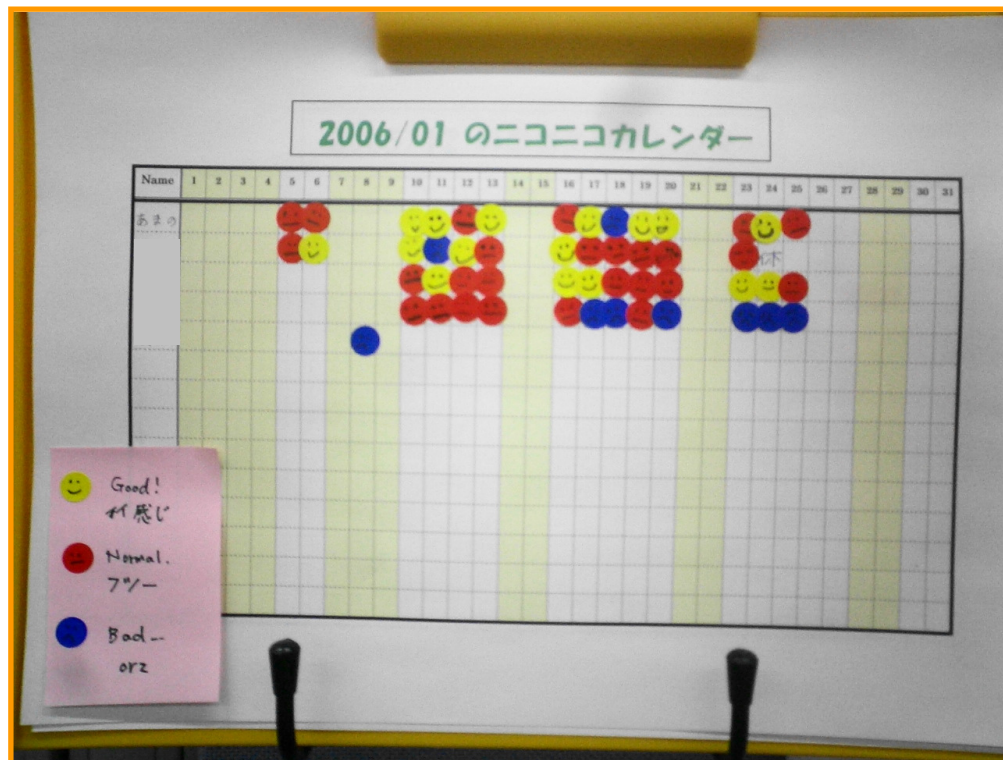 2006/01 のニコニコカレンダー
Name 1 2 3 4 5 6 7 8 9 10 11 12 13 14 15 16 17 18 19 20 21 22 23 24 25 26 27 28 29 30 31
あまの
休
Good!
イイ感じ
Normal.
フツー
Bad...
orz